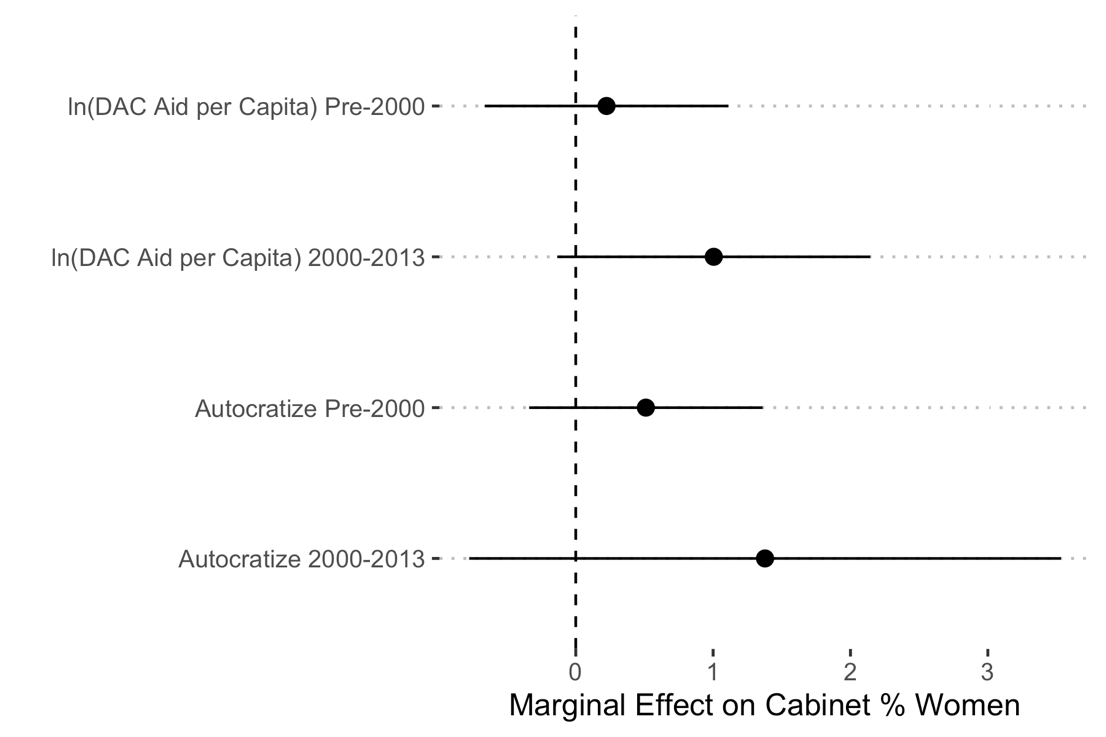 ln(DAC Aid per Capita) Pre-2000
ln(DAC Aid per Capita) 2000-2013
Autocratize Pre-2000
Autocratize 2000-2013
0 1 2 3
Marginal Effect on Cabinet % Women